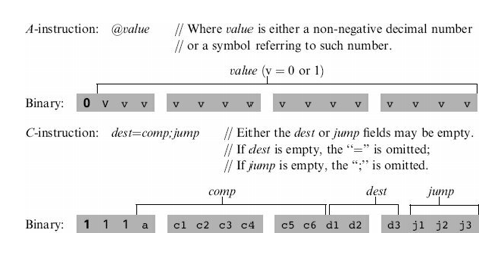 A-instruction: @value // Where value is either a non-negative decimal number
// or a symbol referring to such number.
value (v = 0 or 1)
Binary: 0 v v v v v v v v v v v v v v v
C-instruction: dest=comp;jump // Either the dest or jump fields may be empty.
// If dest is empty, the “=” is omitted;
// If jump is empty, the “;” is omitted.
comp dest jump
Binary: 1 1 1 a c1 c2 c3 c4 c5 c6 d1 d2 d3 j1 j2 j3